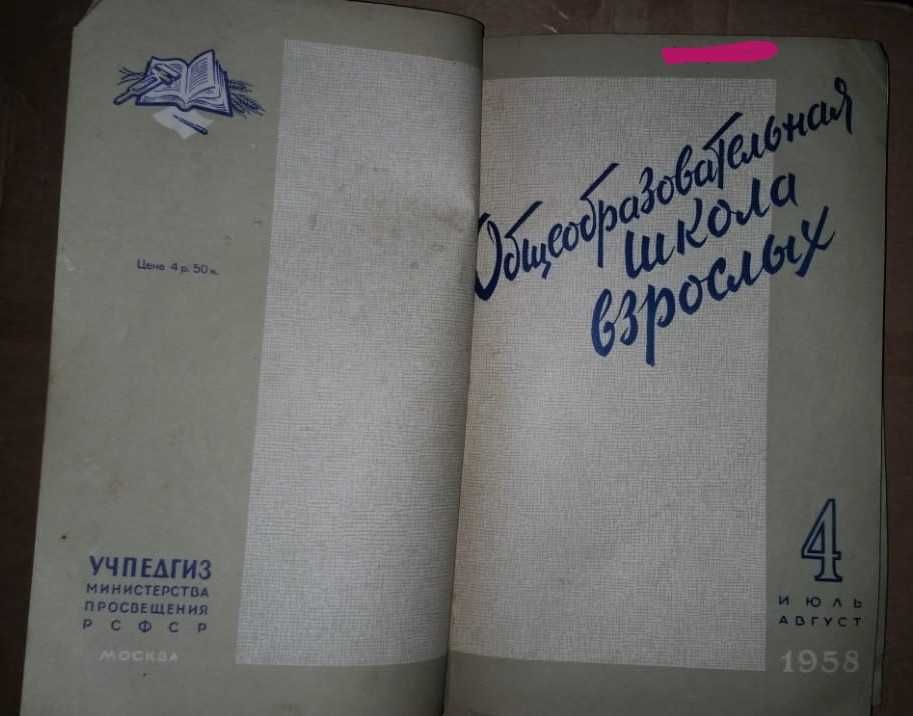 Цена 4 р. 50 к.
УЧПЕДГИЗ
МИНИСТЕРСТВА
ПРОСВЕЩЕНИЯ
РСФСР
МОСКВА
Общеобразовательная
школа
взрослых
4
ИЮЛЬ
АВГУСТ
1958